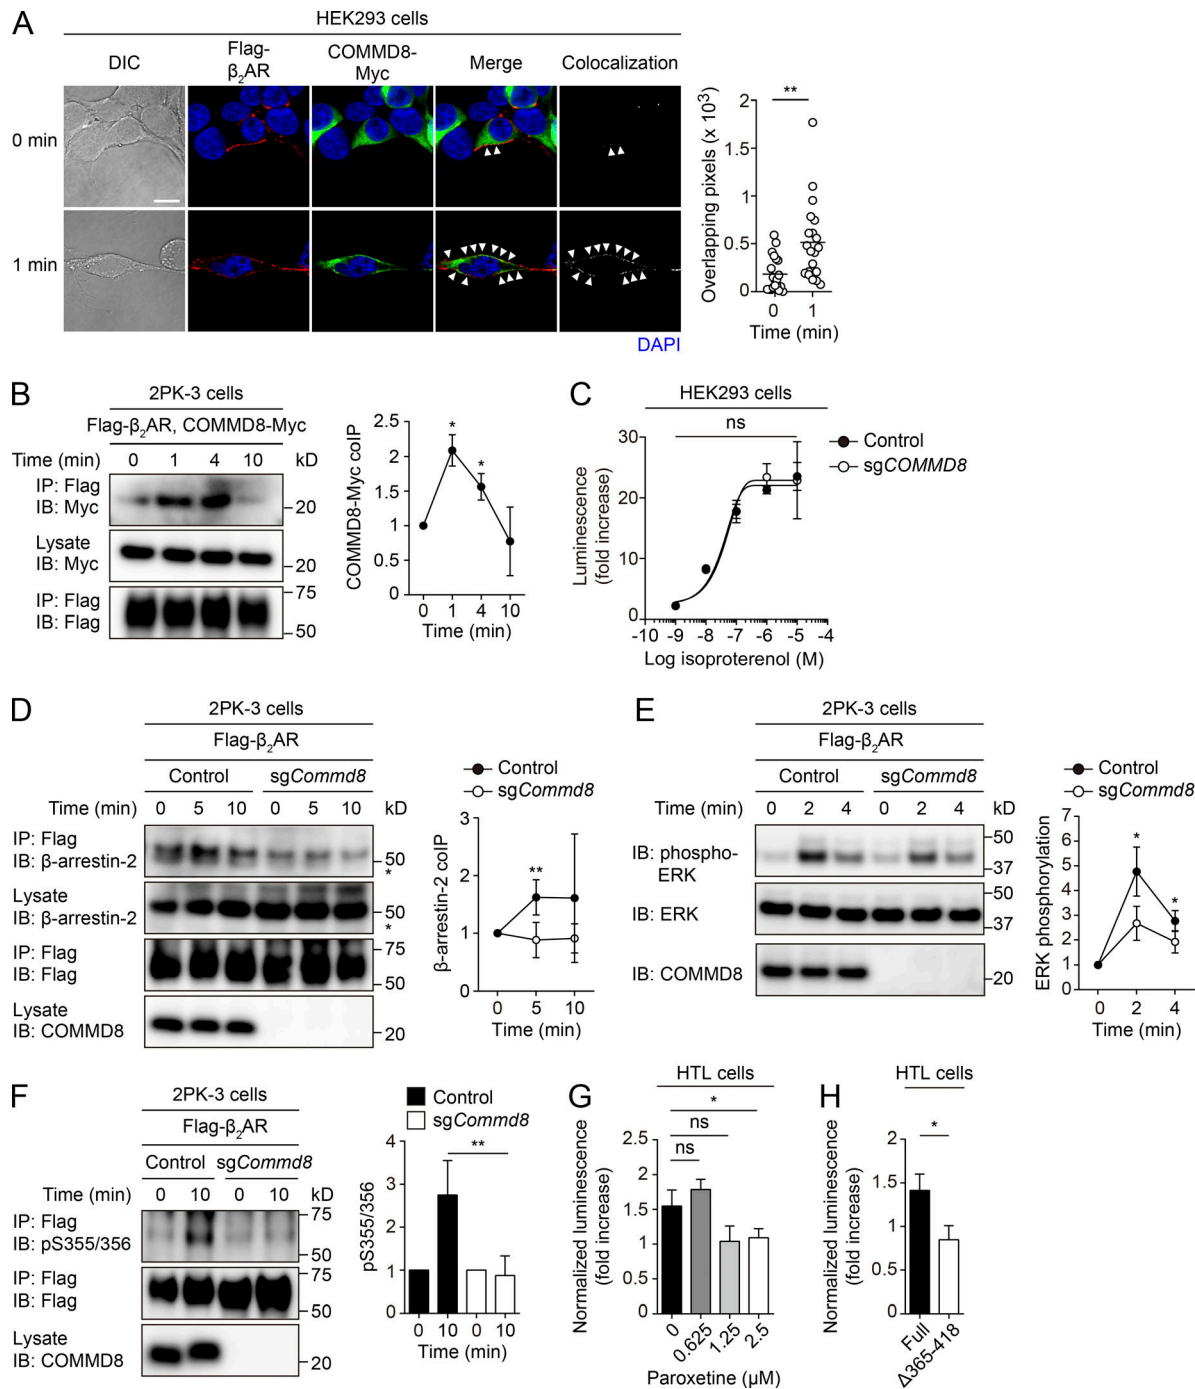 A
HEK293 cells
DIC
Flag-
β₂AR
COMMD8-
Myc
Merge
Colocalization
0 min
1 min
DAPI
Overlapping pixels (x 10³)
**
2
1.5
1
0.5
0
0 1
Time (min)
B
2PK-3 cells
Flag-β₂AR, COMMD8-Myc
Time (min) 0 1 4 10 kD
IP: Flag
IB: Myc
20
Lysate
IB: Myc
20
IP: Flag
IB: Flag
75
50
COMMD8-Myc coIP
2.5
2
1.5
1
0.5
0
* *
0 1 4 10
Time (min)
C
HEK293 cells
ns
Control
sgCOMMD8
Luminescence
(fold increase)
30
20
10
0
-10 -9 -8 -7 -6 -5 -4
Log isoproterenol (M)
D
2PK-3 cells
Flag-β₂AR
Control sgCommd8
Time (min) 0 5 10 0 5 10 kD
IP: Flag
IB: β-arrestin-2
50
*
Lysate
IB: β-arrestin-2
50
*
IP: Flag
IB: Flag
75
50
Lysate
IB: COMMD8
20
Control
sgCommd8
β-arrestin-2 coIP
3
2
1
0
**
0 5 10
Time (min)
E
2PK-3 cells
Flag-β₂AR
Control sgCommd8
Time (min) 0 2 4 0 2 4 kD
IB: phospho-
ERK
50
37
IB: ERK
50
37
IB: COMMD8
20
Control
sgCommd8
ERK phosphorylation
7
6
5
4
3
2
1
0
* *
0 2 4
Time (min)
F
2PK-3 cells
Flag-β₂AR
Control sgCommd8
Time (min) 0 10 0 10 kD
IP: Flag
IB: pS355/356
75
50
IP: Flag
IB: Flag
75
50
Lysate
IB: COMMD8
20
Control
sgCommd8
pS355/356
4
3
2
1
0
**
0 10 0 10
Time (min)
G
HTL cells
*
ns
ns
Normalized luminescence
(fold increase)
2.5
2
1.5
1
0.5
0
0 0.625 1.25 2.5
Paroxetine (µM)
H
HTL cells
*
Normalized luminescence
(fold increase)
2
1.5
1
0.5
0
Full Δ365-418